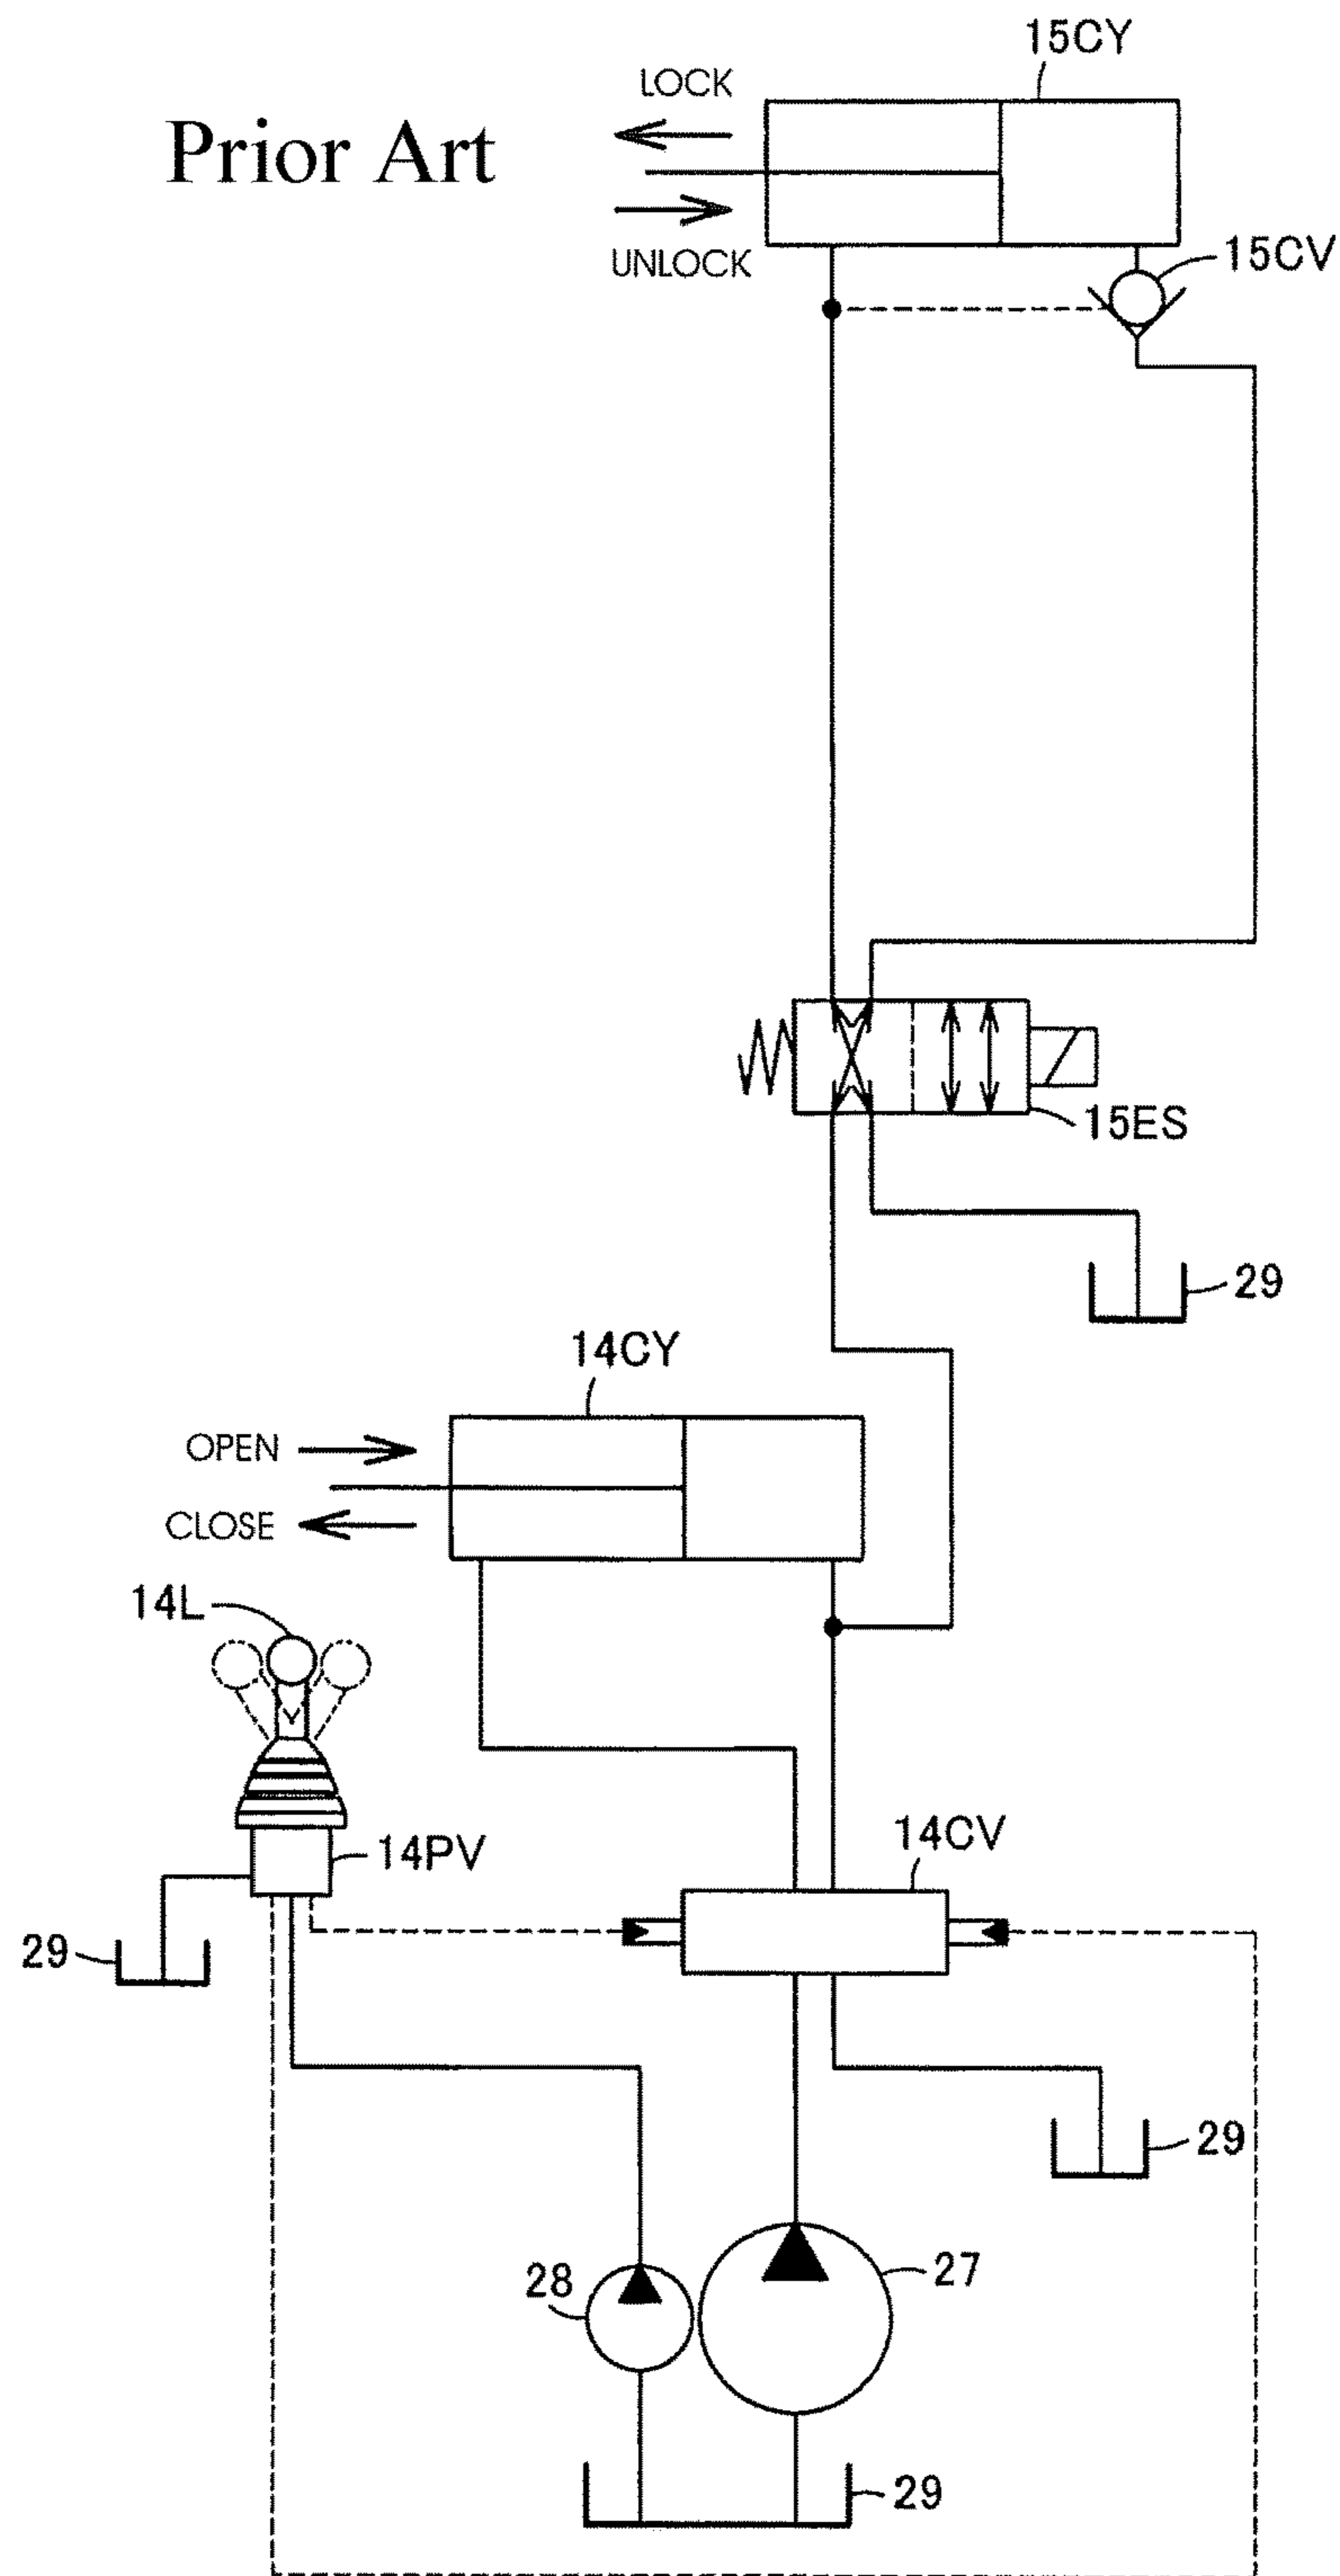 15CY
LOCK
Prior Art
UNLOCK
15CV
15ES
29
14CY
OPEN
CLOSE
14L
14CV
14PV
29
29
28
27
29